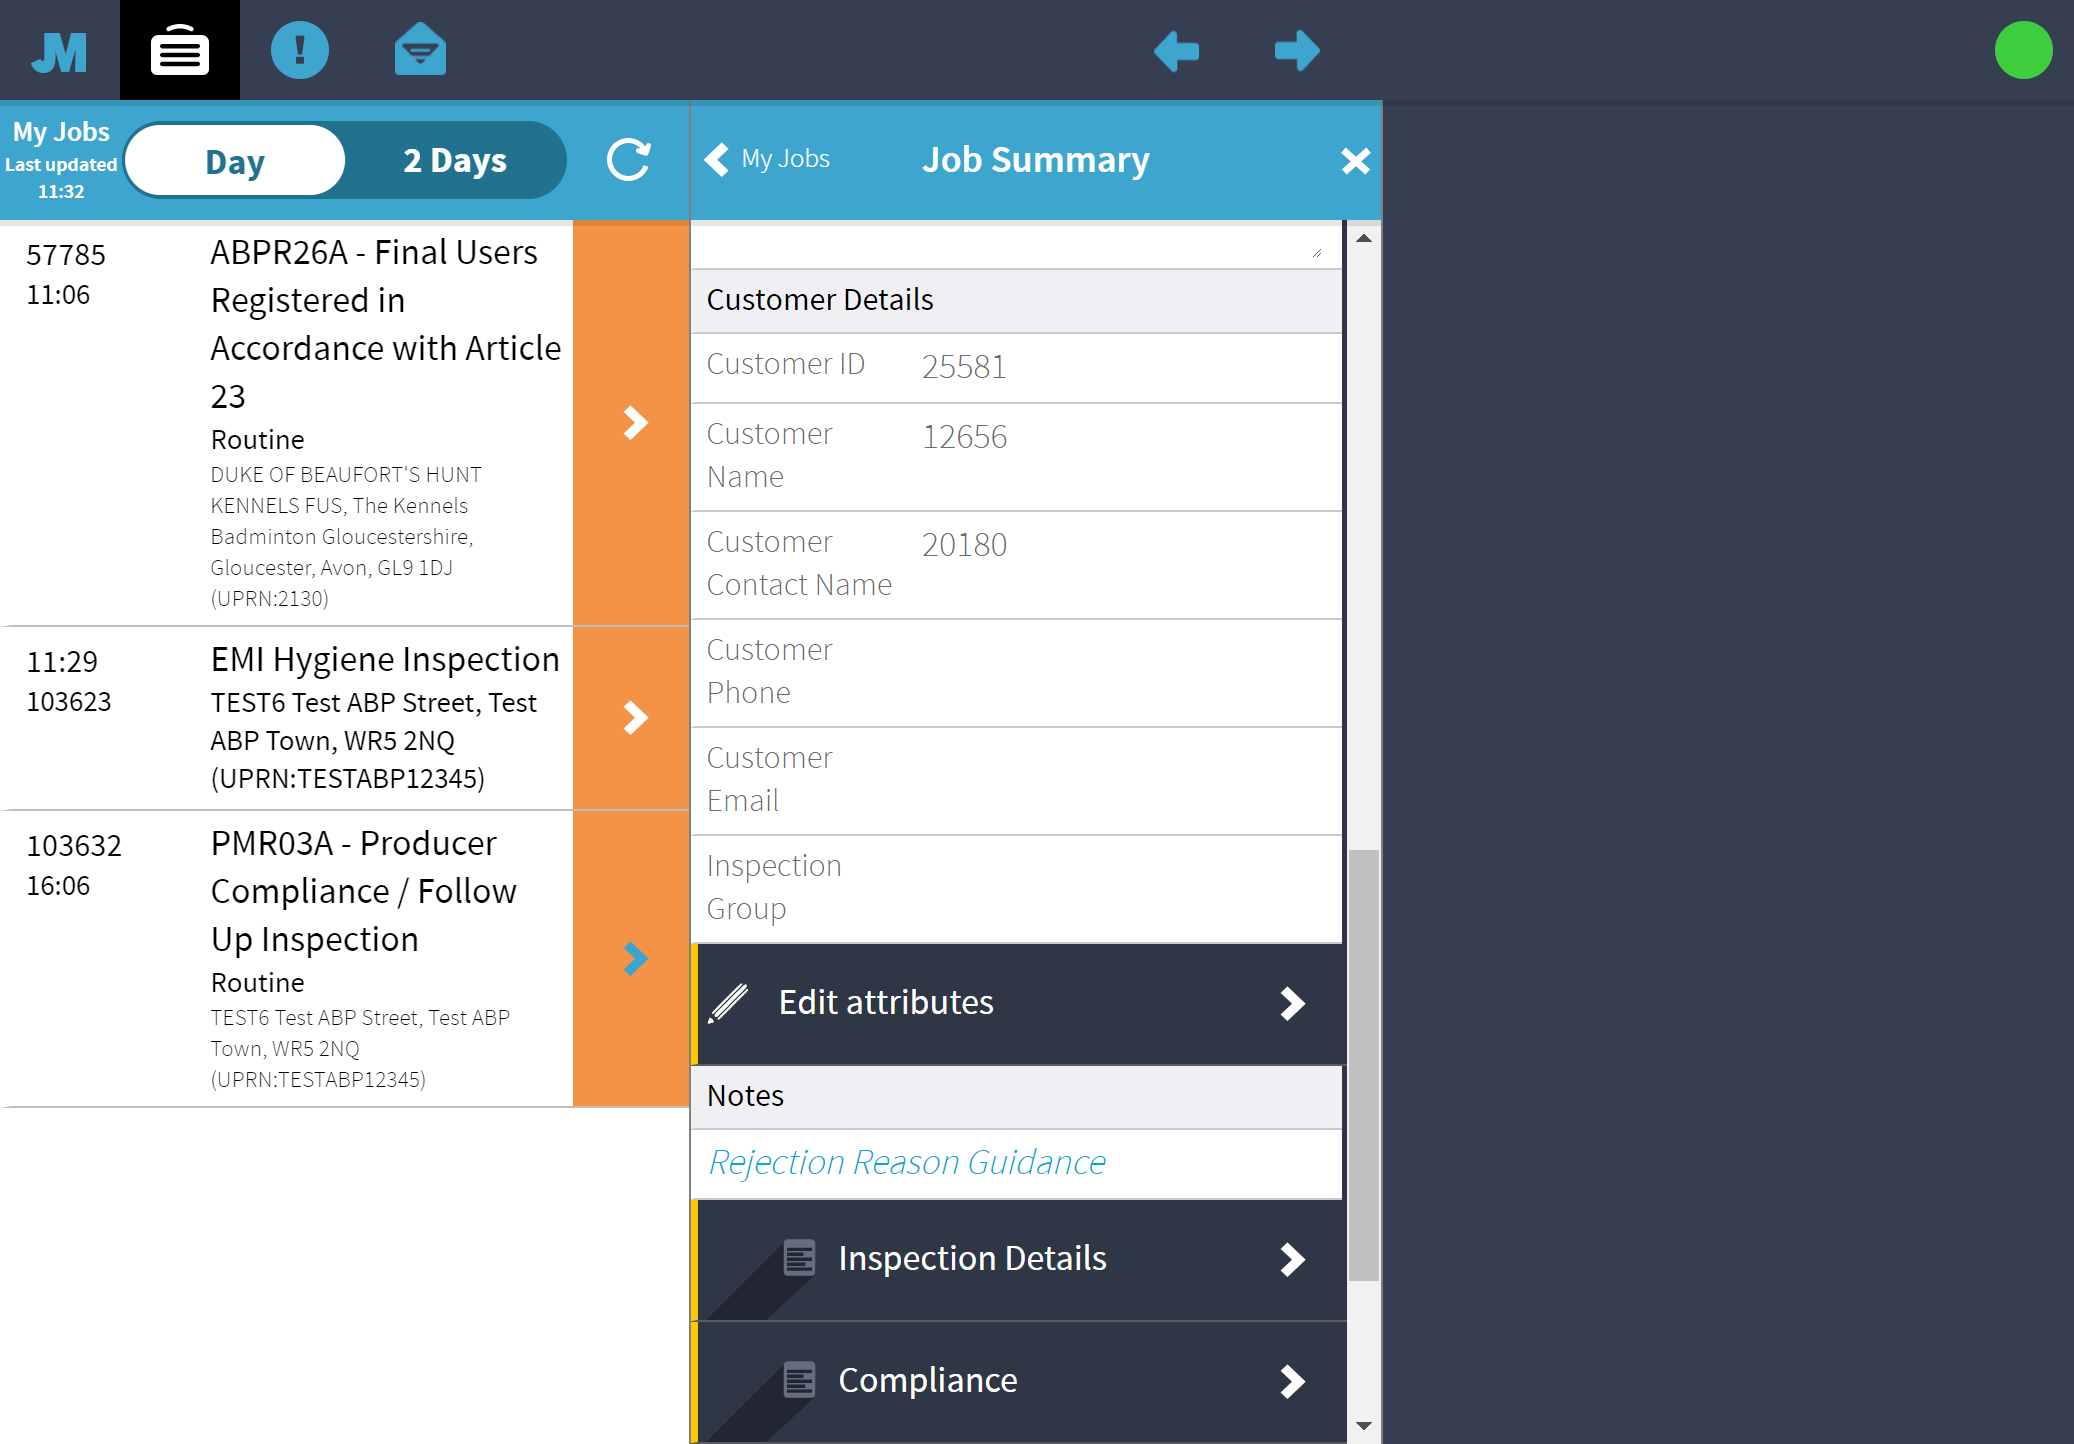 JM
!
My Jobs
Last updated
11:32
Day
2 Days
My Jobs
Job Summary
57785
11:06
ABPR26A - Final Users
Registered in
Accordance with Article
23
Routine
DUKE OF BEAUFORT'S HUNT
KENNELS FUS, The Kennels
Badminton Gloucestershire,
Gloucester, Avon, GL9 1DJ
(UPRN:2130)
11:29
103623
EMI Hygiene Inspection
TEST6 Test ABP Street, Test
ABP Town, WR5 2NQ
(UPRN:TESTABP12345)
103632
16:06
PMR03A - Producer
Compliance / Follow
Up Inspection
Routine
TEST6 Test ABP Street, Test ABP
Town, WR5 2NQ
(UPRN:TESTABP12345)
Customer Details
Customer ID 25581
Customer 12656
Name
Customer 20180
Contact Name
Customer
Phone
Customer
Email
Inspection
Group
Edit attributes
Notes
Rejection Reason Guidance
Inspection Details
Compliance